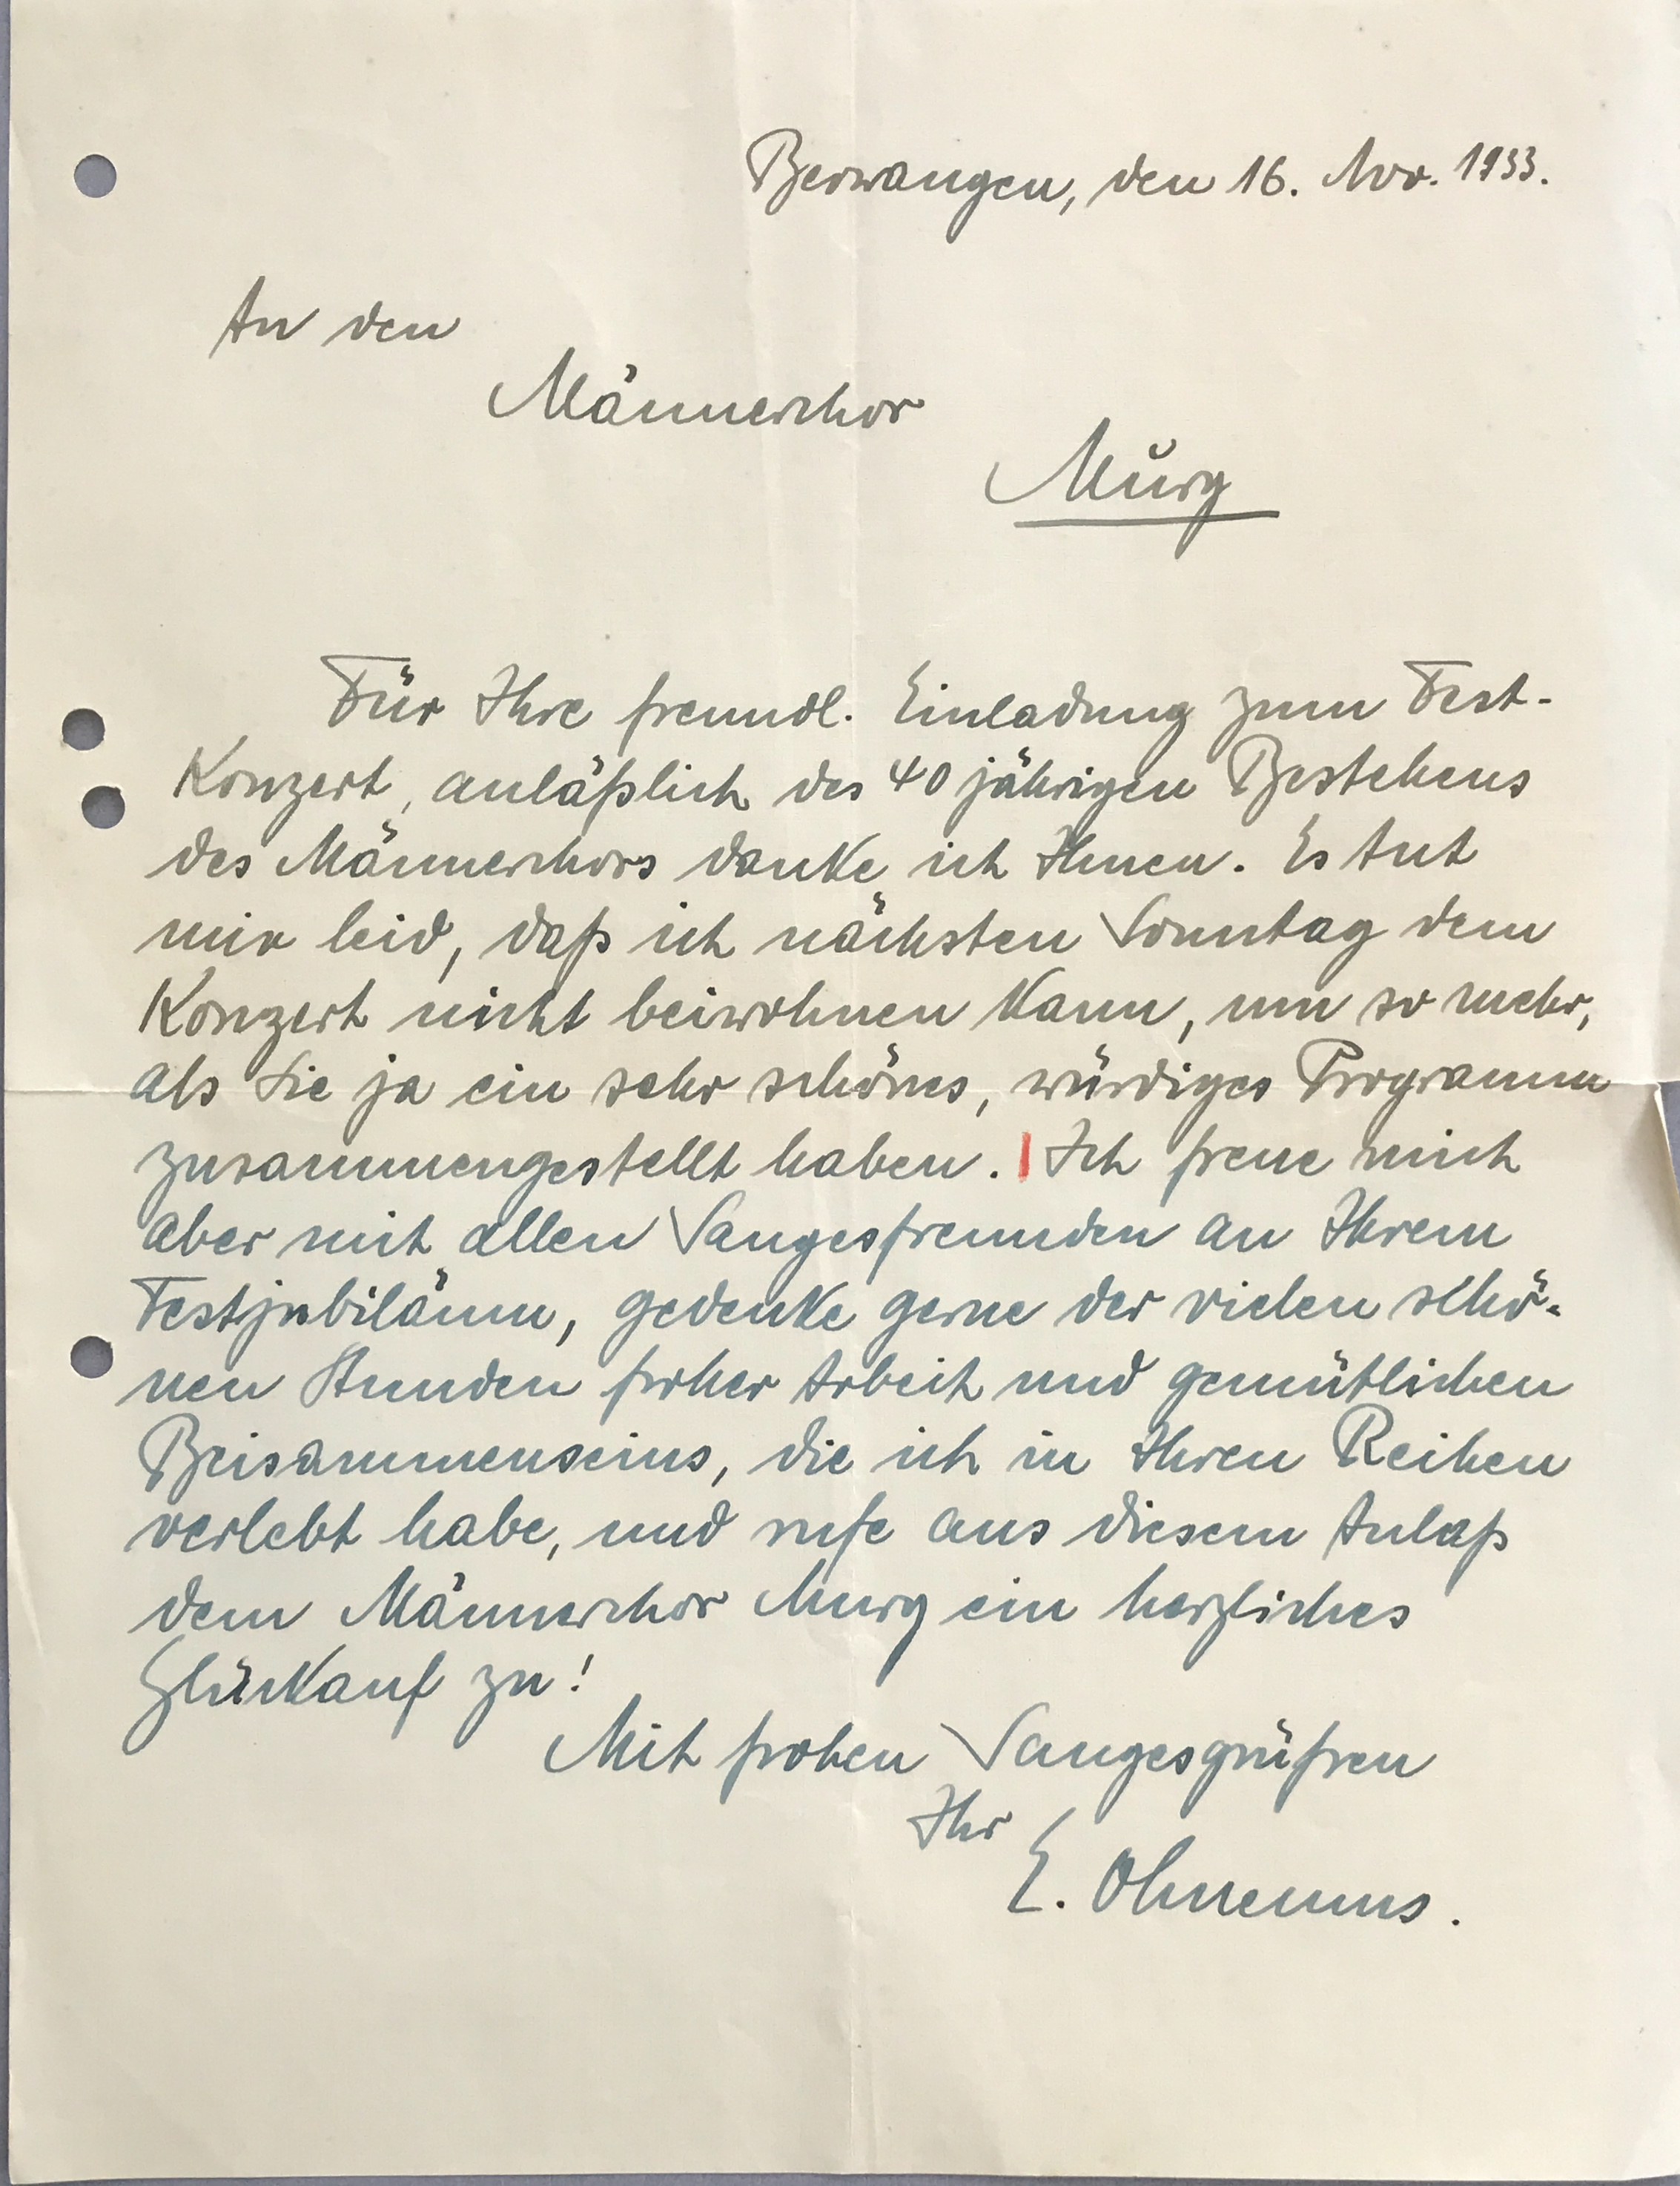 Berwangen, den 16. Nov. 1933.
An den
Männerchor
Murg
Für Ihre freundl. Einladung zum Fest-
Konzert, anläßlich des 40 jährigen Bestehens
des Männerchors danke ich Ihnen. Es tut
mir leid, daß ich nächsten Sonntag dem
Konzert nicht beiwohnen kann, um so mehr,
als Sie ja ein sehr schönes, würdiges Programm
zusammengestellt haben. Ich freue mich
aber mit allen Sangesfreunden an Ihrem
Festjubiläum, gedenke gerne der vielen schö-
nen Stunden froher Arbeit und gemütlichen
Beisammenseins, die ich in Ihren Reihen
verlebt habe, und rufe aus diesem Anlaß
dem Männerchor Murg ein herzliches
Glückauf zu!
Mit frohen Sangesgrüßen
Ihr
E. Ohnemus.